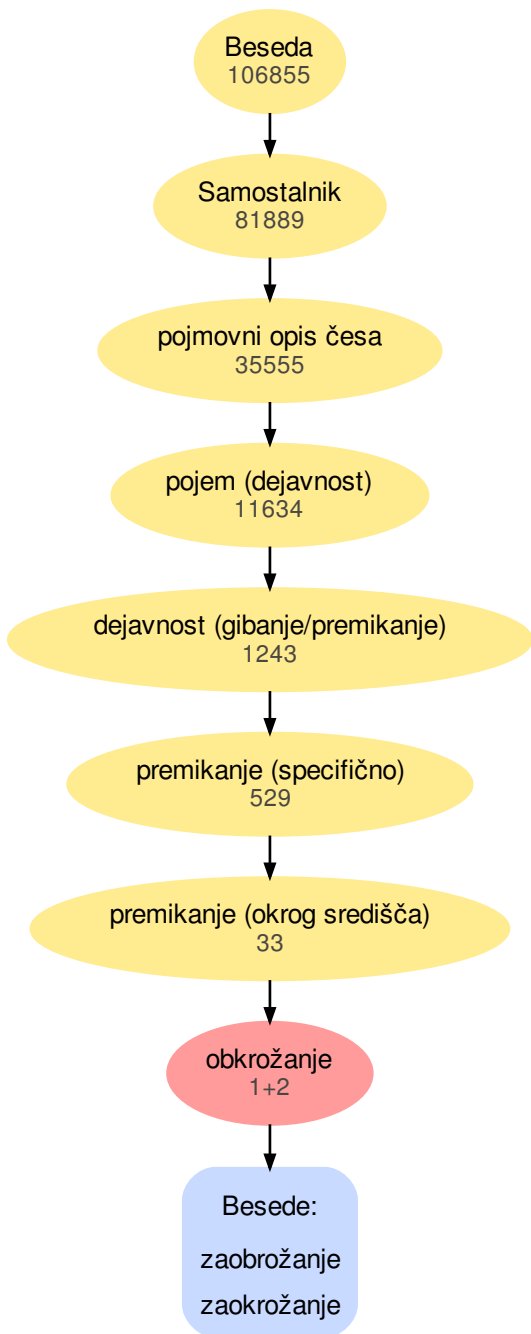 Beseda
106855
Samostalnik
81889
pojmovni opis česa
35555
pojem (dejavnost)
11634
dejavnost (gibanje/premikanje)
1243
premikanje (specifično)
529
premikanje (okrog središča)
33
obkrožanje
1+2
Besede:
zaobrožanje
zaokrožanje